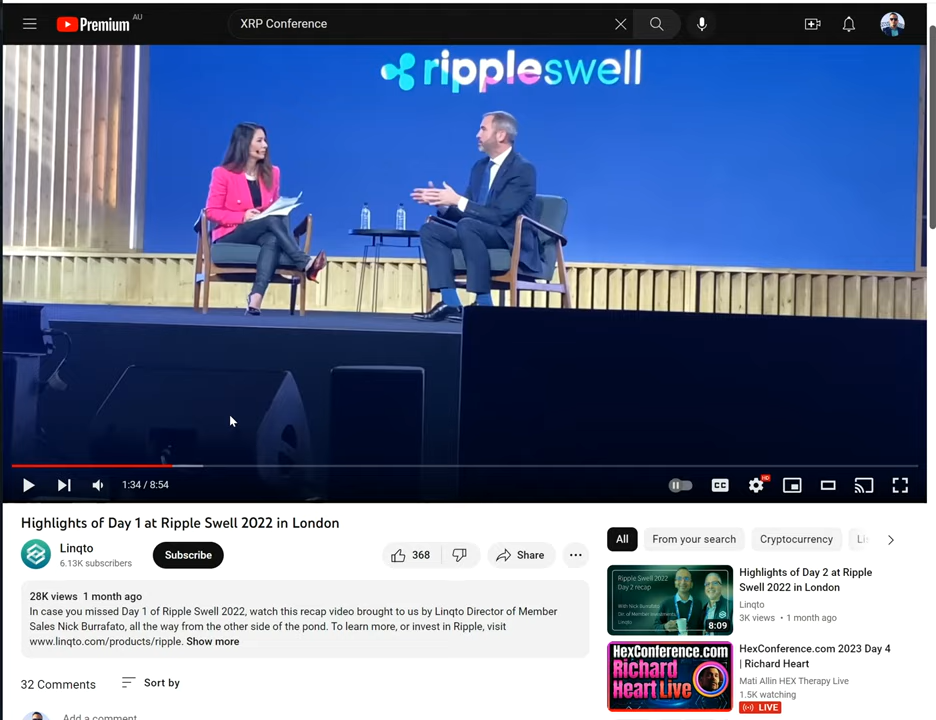 Premium AU
XRP Conference
rippleswell
1:34 / 8:54
CC
HD
Highlights of Day 1 at Ripple Swell 2022 in London
Linqto
6.13K subscribers
Subscribe
368
Share
28K views 1 month ago
In case you missed Day 1 of Ripple Swell 2022, watch this recap video brought to us by Linqto Director of Member
Sales Nick Burrafato, all the way from the other side of the pond. To learn more, or invest in Ripple, visit
www.linqto.com/products/ripple. Show more
32 Comments
Sort by
Add a comment
All
From your search
Cryptocurrency
Li
Ripple Swell 2022
Day 2 recap
With Nick Burrafato
Linqto
8:09
Highlights of Day 2 at Ripple
Swell 2022 in London
Linqto
3K views • 1 month ago
HexConference.com
Richard
Heart Live
HexConference.com 2023 Day 4
| Richard Heart
Mati Allin HEX Therapy Live
1.5K watching
LIVE